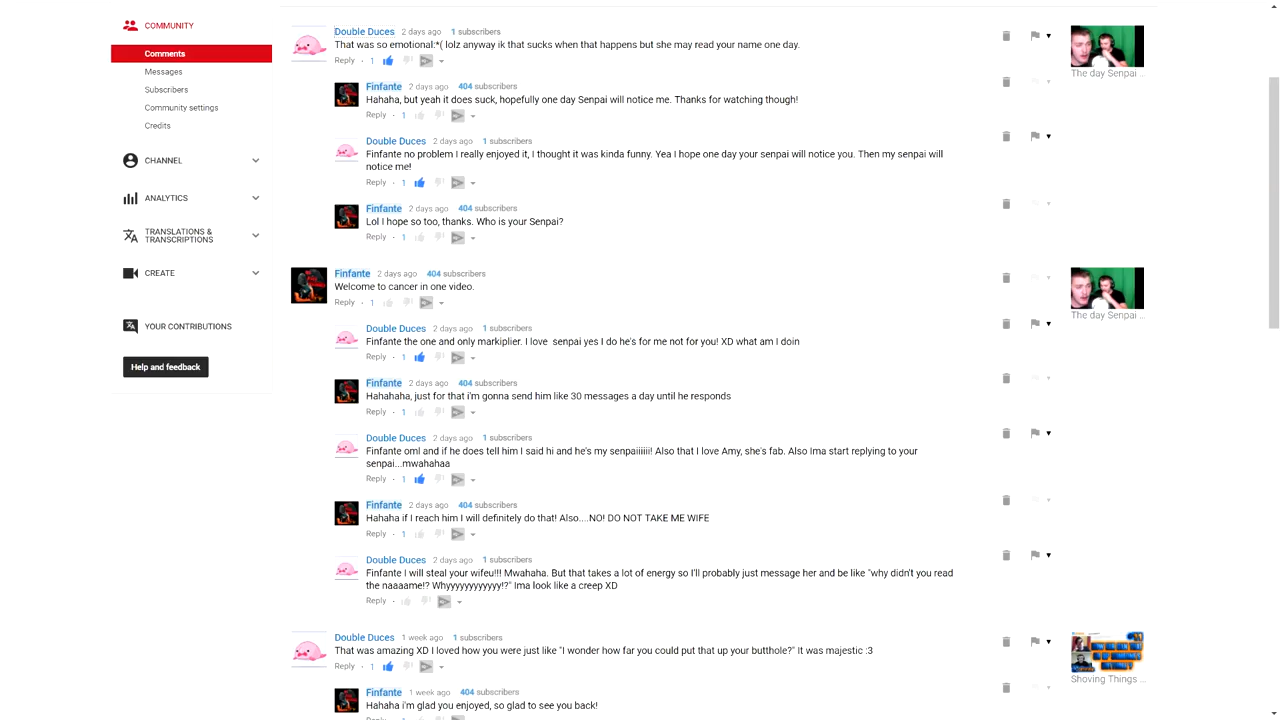 COMMUNITY
Comments
Messages
Subscribers
Community settings
Credits
CHANNEL
ANALYTICS
TRANSLATIONS &
TRANSCRIPTIONS
CREATE
YOUR CONTRIBUTIONS
Help and feedback
Double Duces 2 days ago 1 subscribers
That was so emotional:*( lolz anyway ik that sucks when that happens but she may read your name one day.
Reply · 1
The day Senpai ...
Finfante 2 days ago 404 subscribers
Hahaha, but yeah it does suck, hopefully one day Senpai will notice me. Thanks for watching though!
Reply · 1
Double Duces 2 days ago 1 subscribers
Finfante no problem I really enjoyed it, I thought it was kinda funny. Yea I hope one day your senpai will notice you. Then my senpai will
notice me!
Reply · 1
Finfante 2 days ago 404 subscribers
Lol I hope so too, thanks. Who is your Senpai?
Reply · 1
Finfante 2 days ago 404 subscribers
Welcome to cancer in one video.
Reply · 1
The day Senpai ...
Double Duces 2 days ago 1 subscribers
Finfante the one and only markiplier. I love senpai yes I do he's for me not for you! XD what am I doin
Reply · 1
Finfante 2 days ago 404 subscribers
Hahahaha, just for that i'm gonna send him like 30 messages a day until he responds
Reply · 1
Double Duces 2 days ago 1 subscribers
Finfante oml and if he does tell him I said hi and he's my senpaiiiiii! Also that I love Amy, she's fab. Also Ima start replying to your
senpai...mwahahaa
Reply · 1
Finfante 2 days ago 404 subscribers
Hahaha if I reach him I will definitely do that! Also....NO! DO NOT TAKE ME WIFE
Reply · 1
Double Duces 2 days ago 1 subscribers
Finfante I will steal your wifeu!!! Mwahaha. But that takes a lot of energy so I'll probably just message her and be like "why didn't you read
the naaaame!? Whyyyyyyyyyyy!?" Ima look like a creep XD
Reply ·
Double Duces 1 week ago 1 subscribers
That was amazing XD I loved how you were just like "I wonder how far you could put that up your butthole?" It was majestic :3
Reply · 1
Shoving Things ...
Finfante 1 week ago 404 subscribers
Hahaha i'm glad you enjoyed, so glad to see you back!